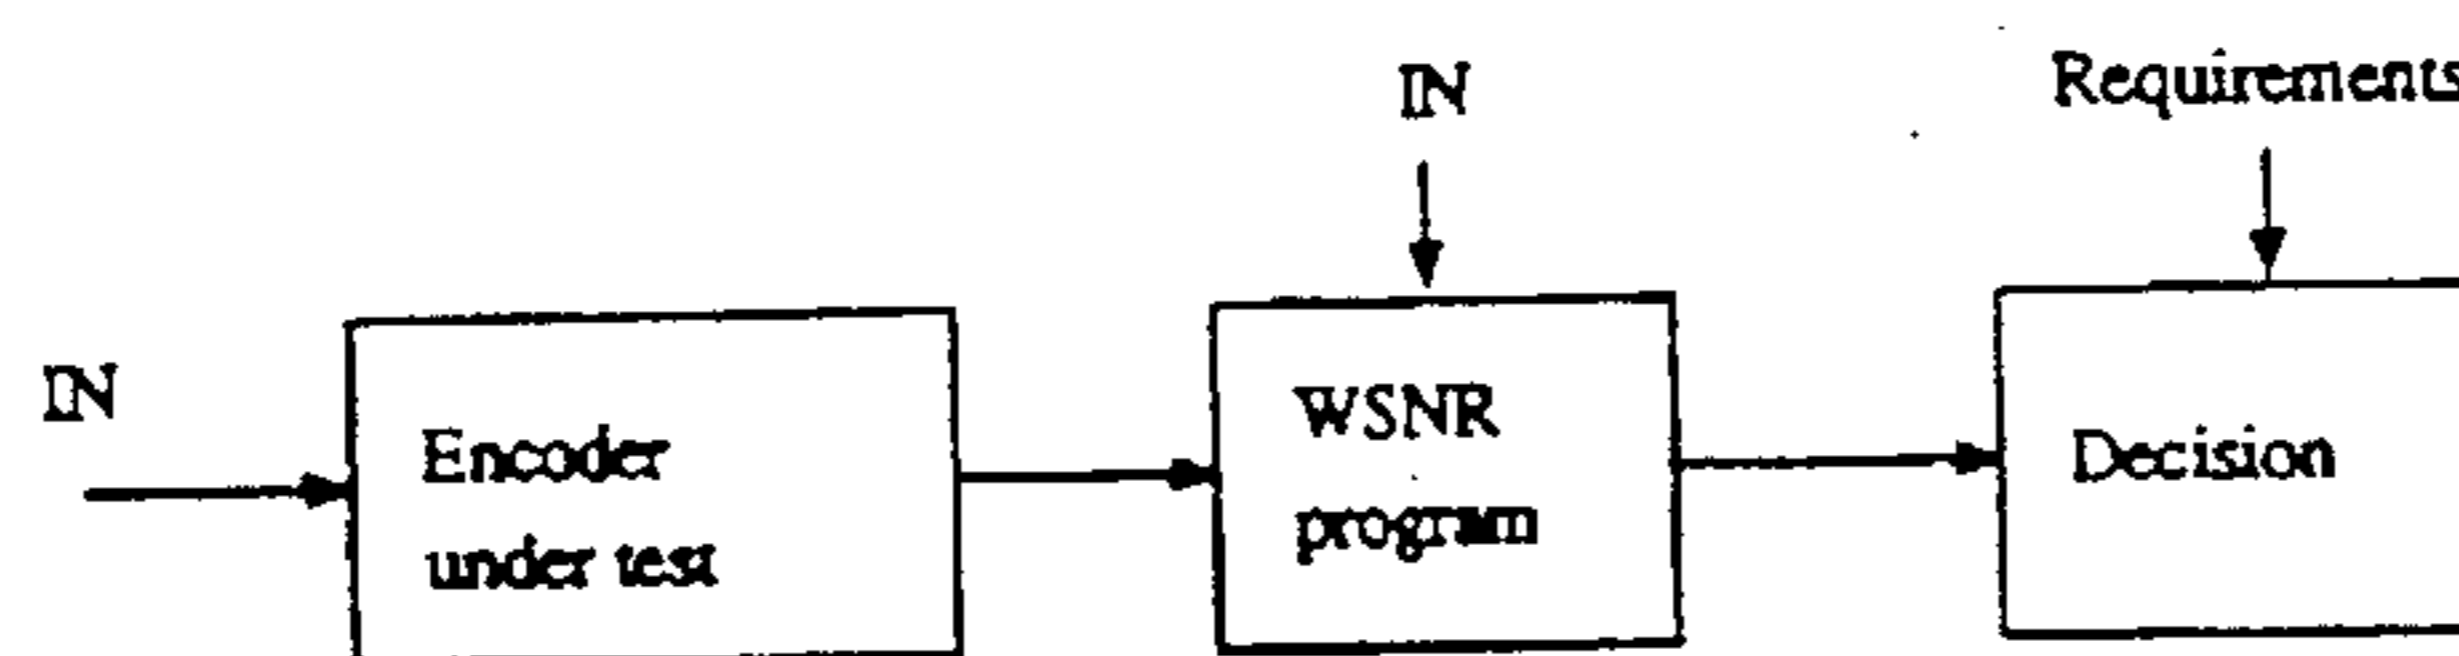 IN
Requirements
IN
Encoder
under test
WSNR
program
Decision